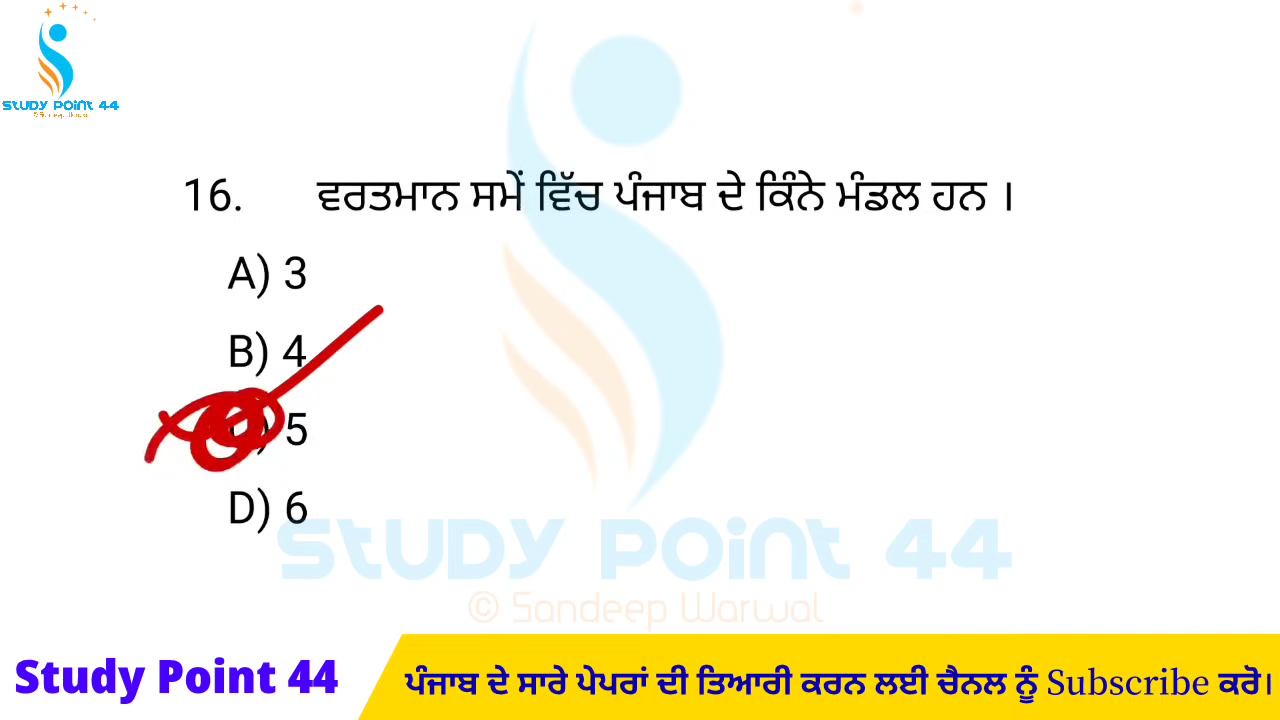 STUDY POINT 44
16. ਵਰਤਮਾਨ ਸਮੇਂ ਵਿੱਚ ਪੰਜਾਬ ਦੇ ਕਿੰਨੇ ਮੰਡਲ ਹਨ ।
A) 3
B) 4
C) 5
D) 6
STUDY POINT 44
© Sandeep Warwal
Study Point 44
ਪੰਜਾਬ ਦੇ ਸਾਰੇ ਪੇਪਰਾਂ ਦੀ ਤਿਆਰੀ ਕਰਨ ਲਈ ਚੈਨਲ ਨੂੰ Subscribe ਕਰੋ।